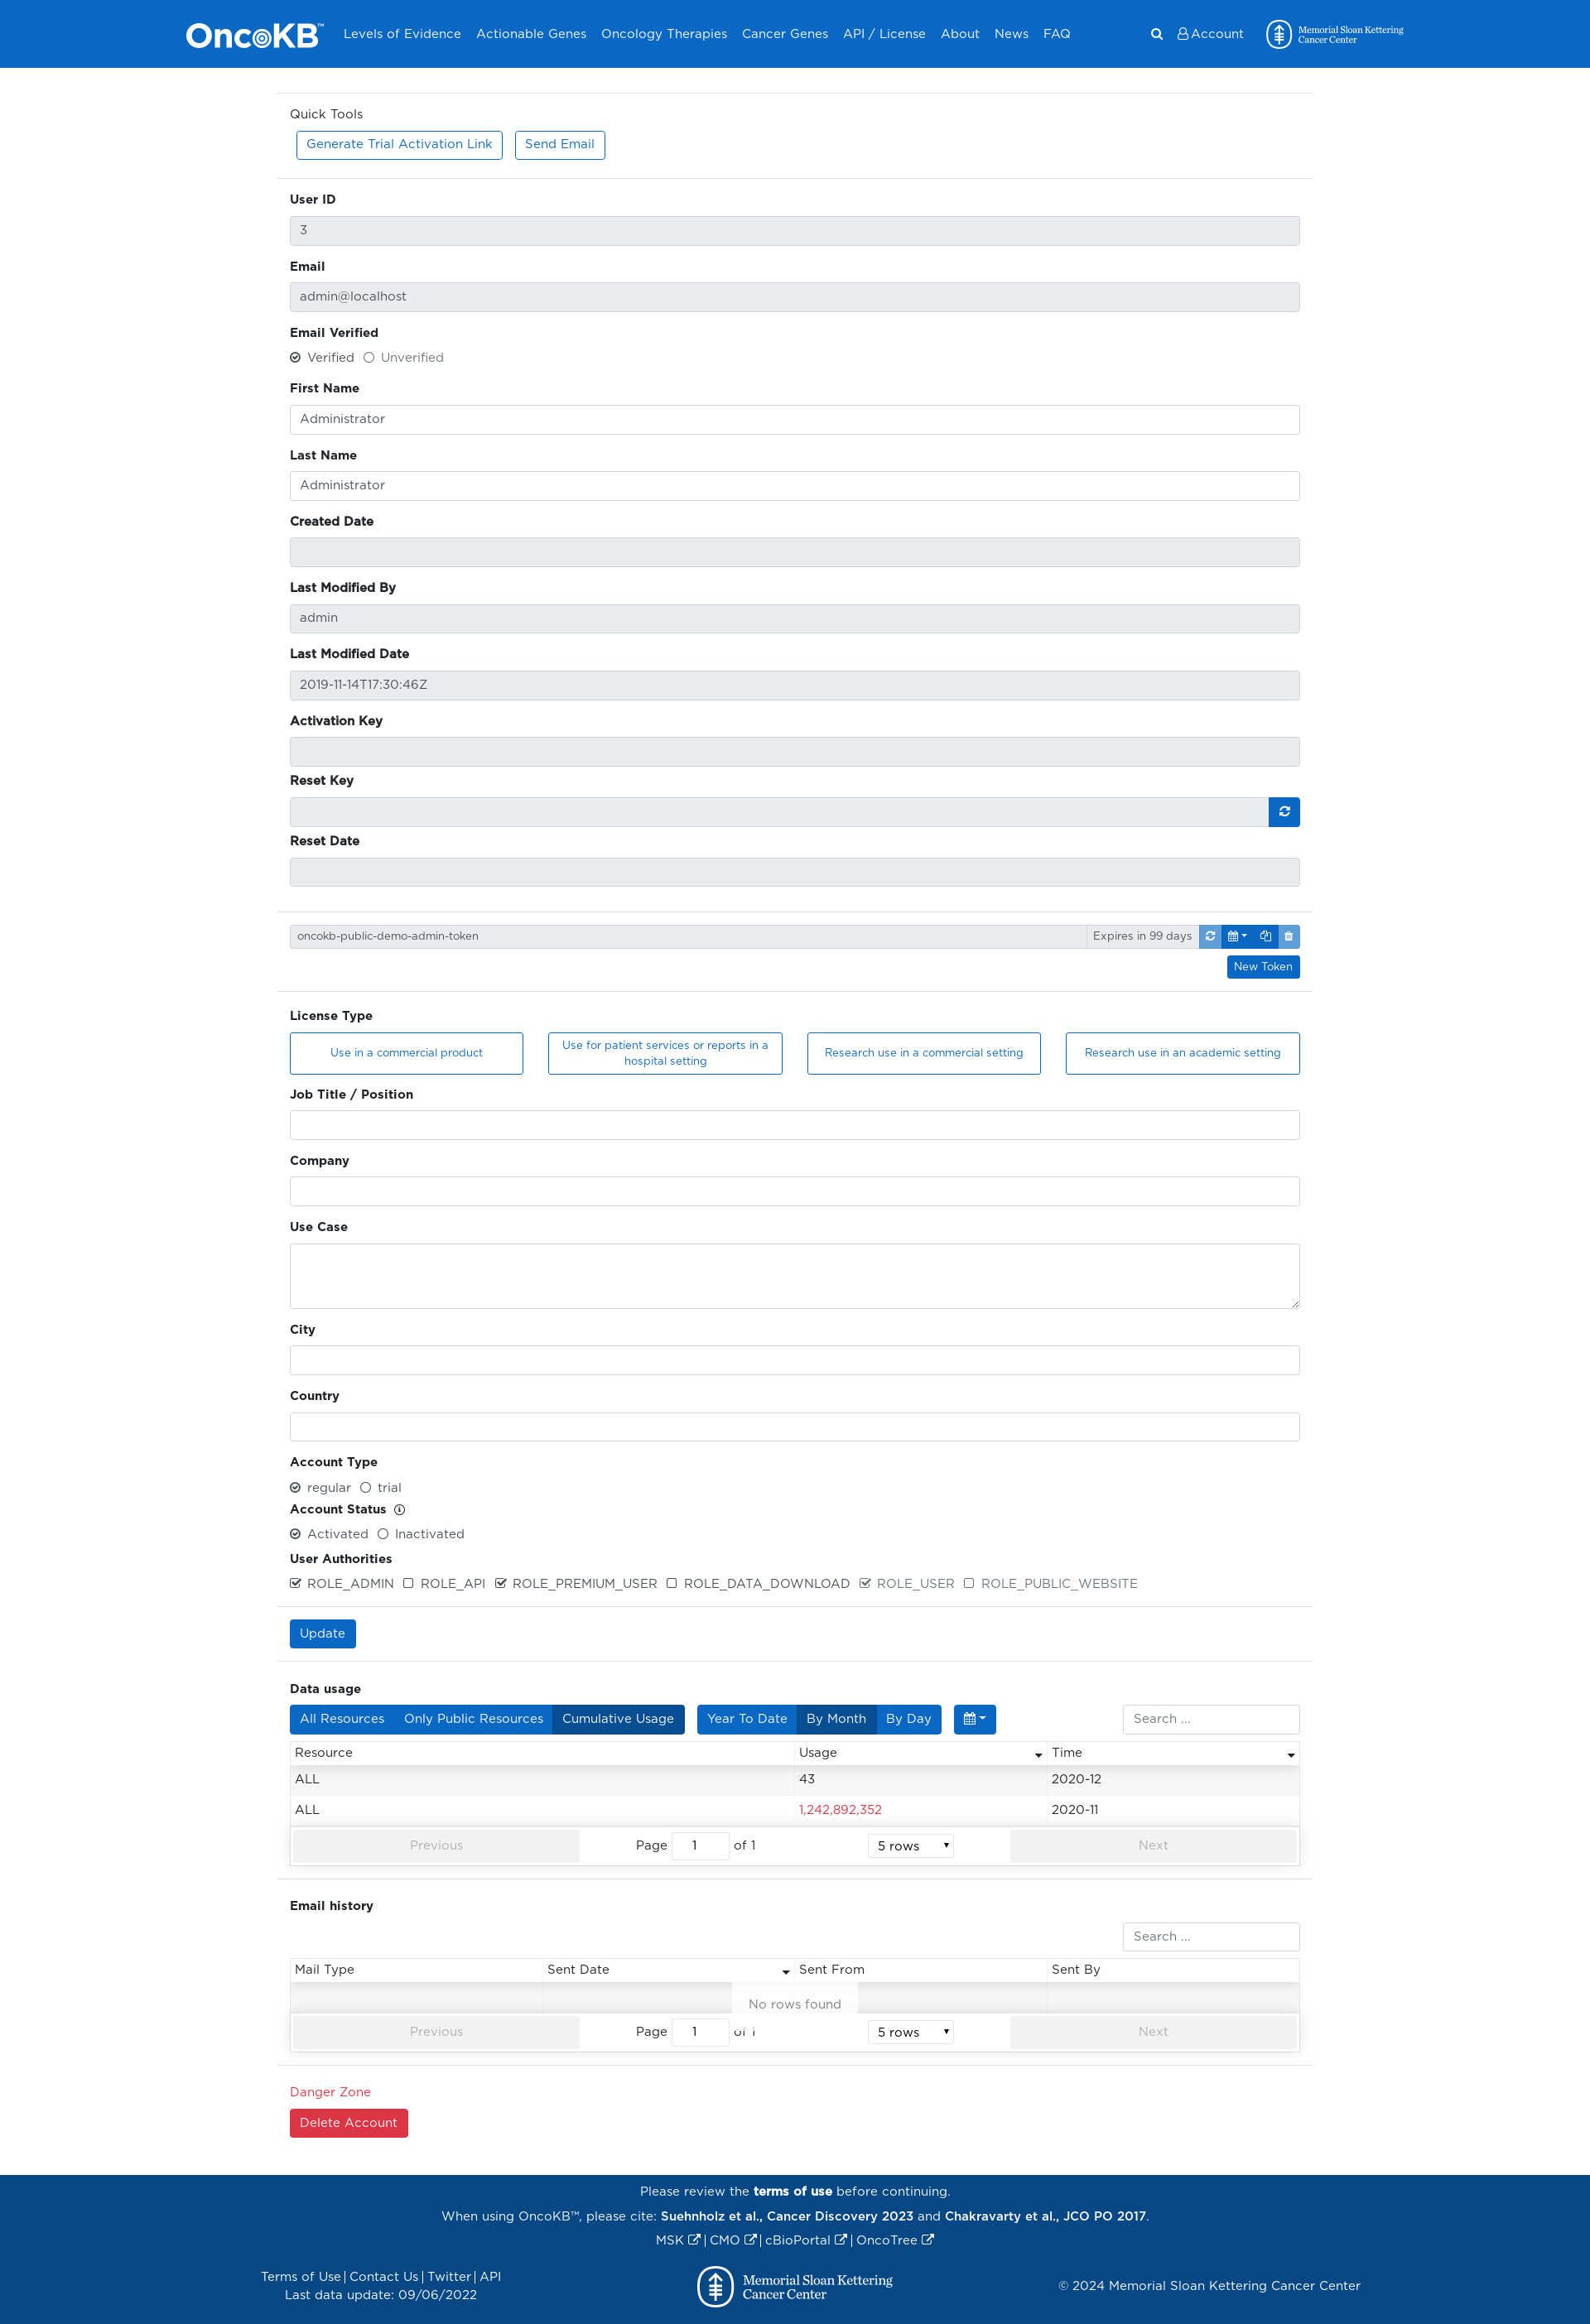 OncoKB™ Levels of Evidence Actionable Genes Oncology Therapies Cancer Genes API / License About News FAQ Account Memorial Sloan Kettering
Cancer Center
Quick Tools
Generate Trial Activation Link Send Email
User ID
3
Email
admin@localhost
Email Verified
Verified Unverified
First Name
Administrator
Last Name
Administrator
Created Date
Last Modified By
admin
Last Modified Date
2019-11-14T17:30:46Z
Activation Key
Reset Key
Reset Date
oncokb-public-demo-admin-token Expires in 99 days
New Token
License Type
Use in a commercial product
Use for patient services or reports in a
hospital setting
Research use in a commercial setting
Research use in an academic setting
Job Title / Position
Company
Use Case
City
Country
Account Type
regular trial
Account Status
Activated Inactivated
User Authorities
ROLE_ADMIN ROLE_API ROLE_PREMIUM_USER ROLE_DATA_DOWNLOAD ROLE_USER ROLE_PUBLIC_WEBSITE
Update
Data usage
All Resources Only Public Resources Cumulative Usage Year To Date By Month By Day Search ...
Resource Usage Time
ALL 43 2020-12
ALL 1,242,892,352 2020-11
Previous Page 1 of 1 5 rows Next
Email history
Search ...
Mail Type Sent Date Sent From Sent By
No rows found
Previous Page 1 of 1 5 rows Next
Danger Zone
Delete Account
Please review the terms of use before continuing.
When using OncoKB™, please cite: Suehnholz et al., Cancer Discovery 2023 and Chakravarty et al., JCO PO 2017.
MSK | CMO | cBioPortal | OncoTree
Terms of Use | Contact Us | Twitter | API
Last data update: 09/06/2022
Memorial Sloan Kettering
Cancer Center
© 2024 Memorial Sloan Kettering Cancer Center